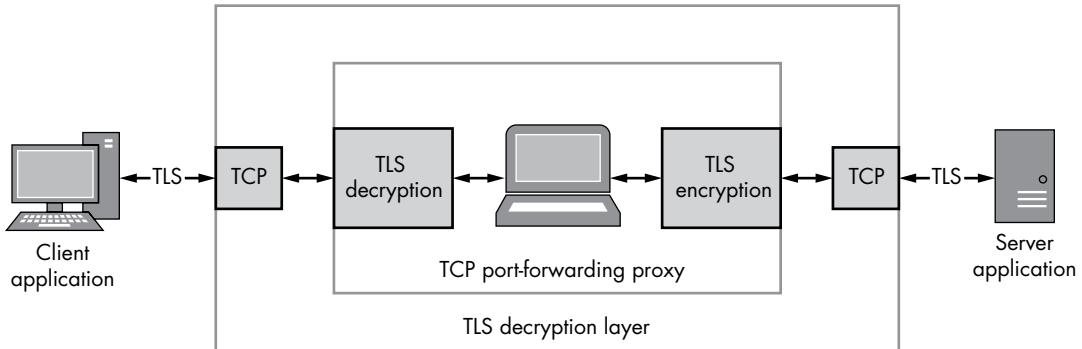 TLS
TCP
TLS
decryption
TLS
encryption
TCP
TLS
Client
application
Server
application
TCP port-forwarding proxy
TLS decryption layer